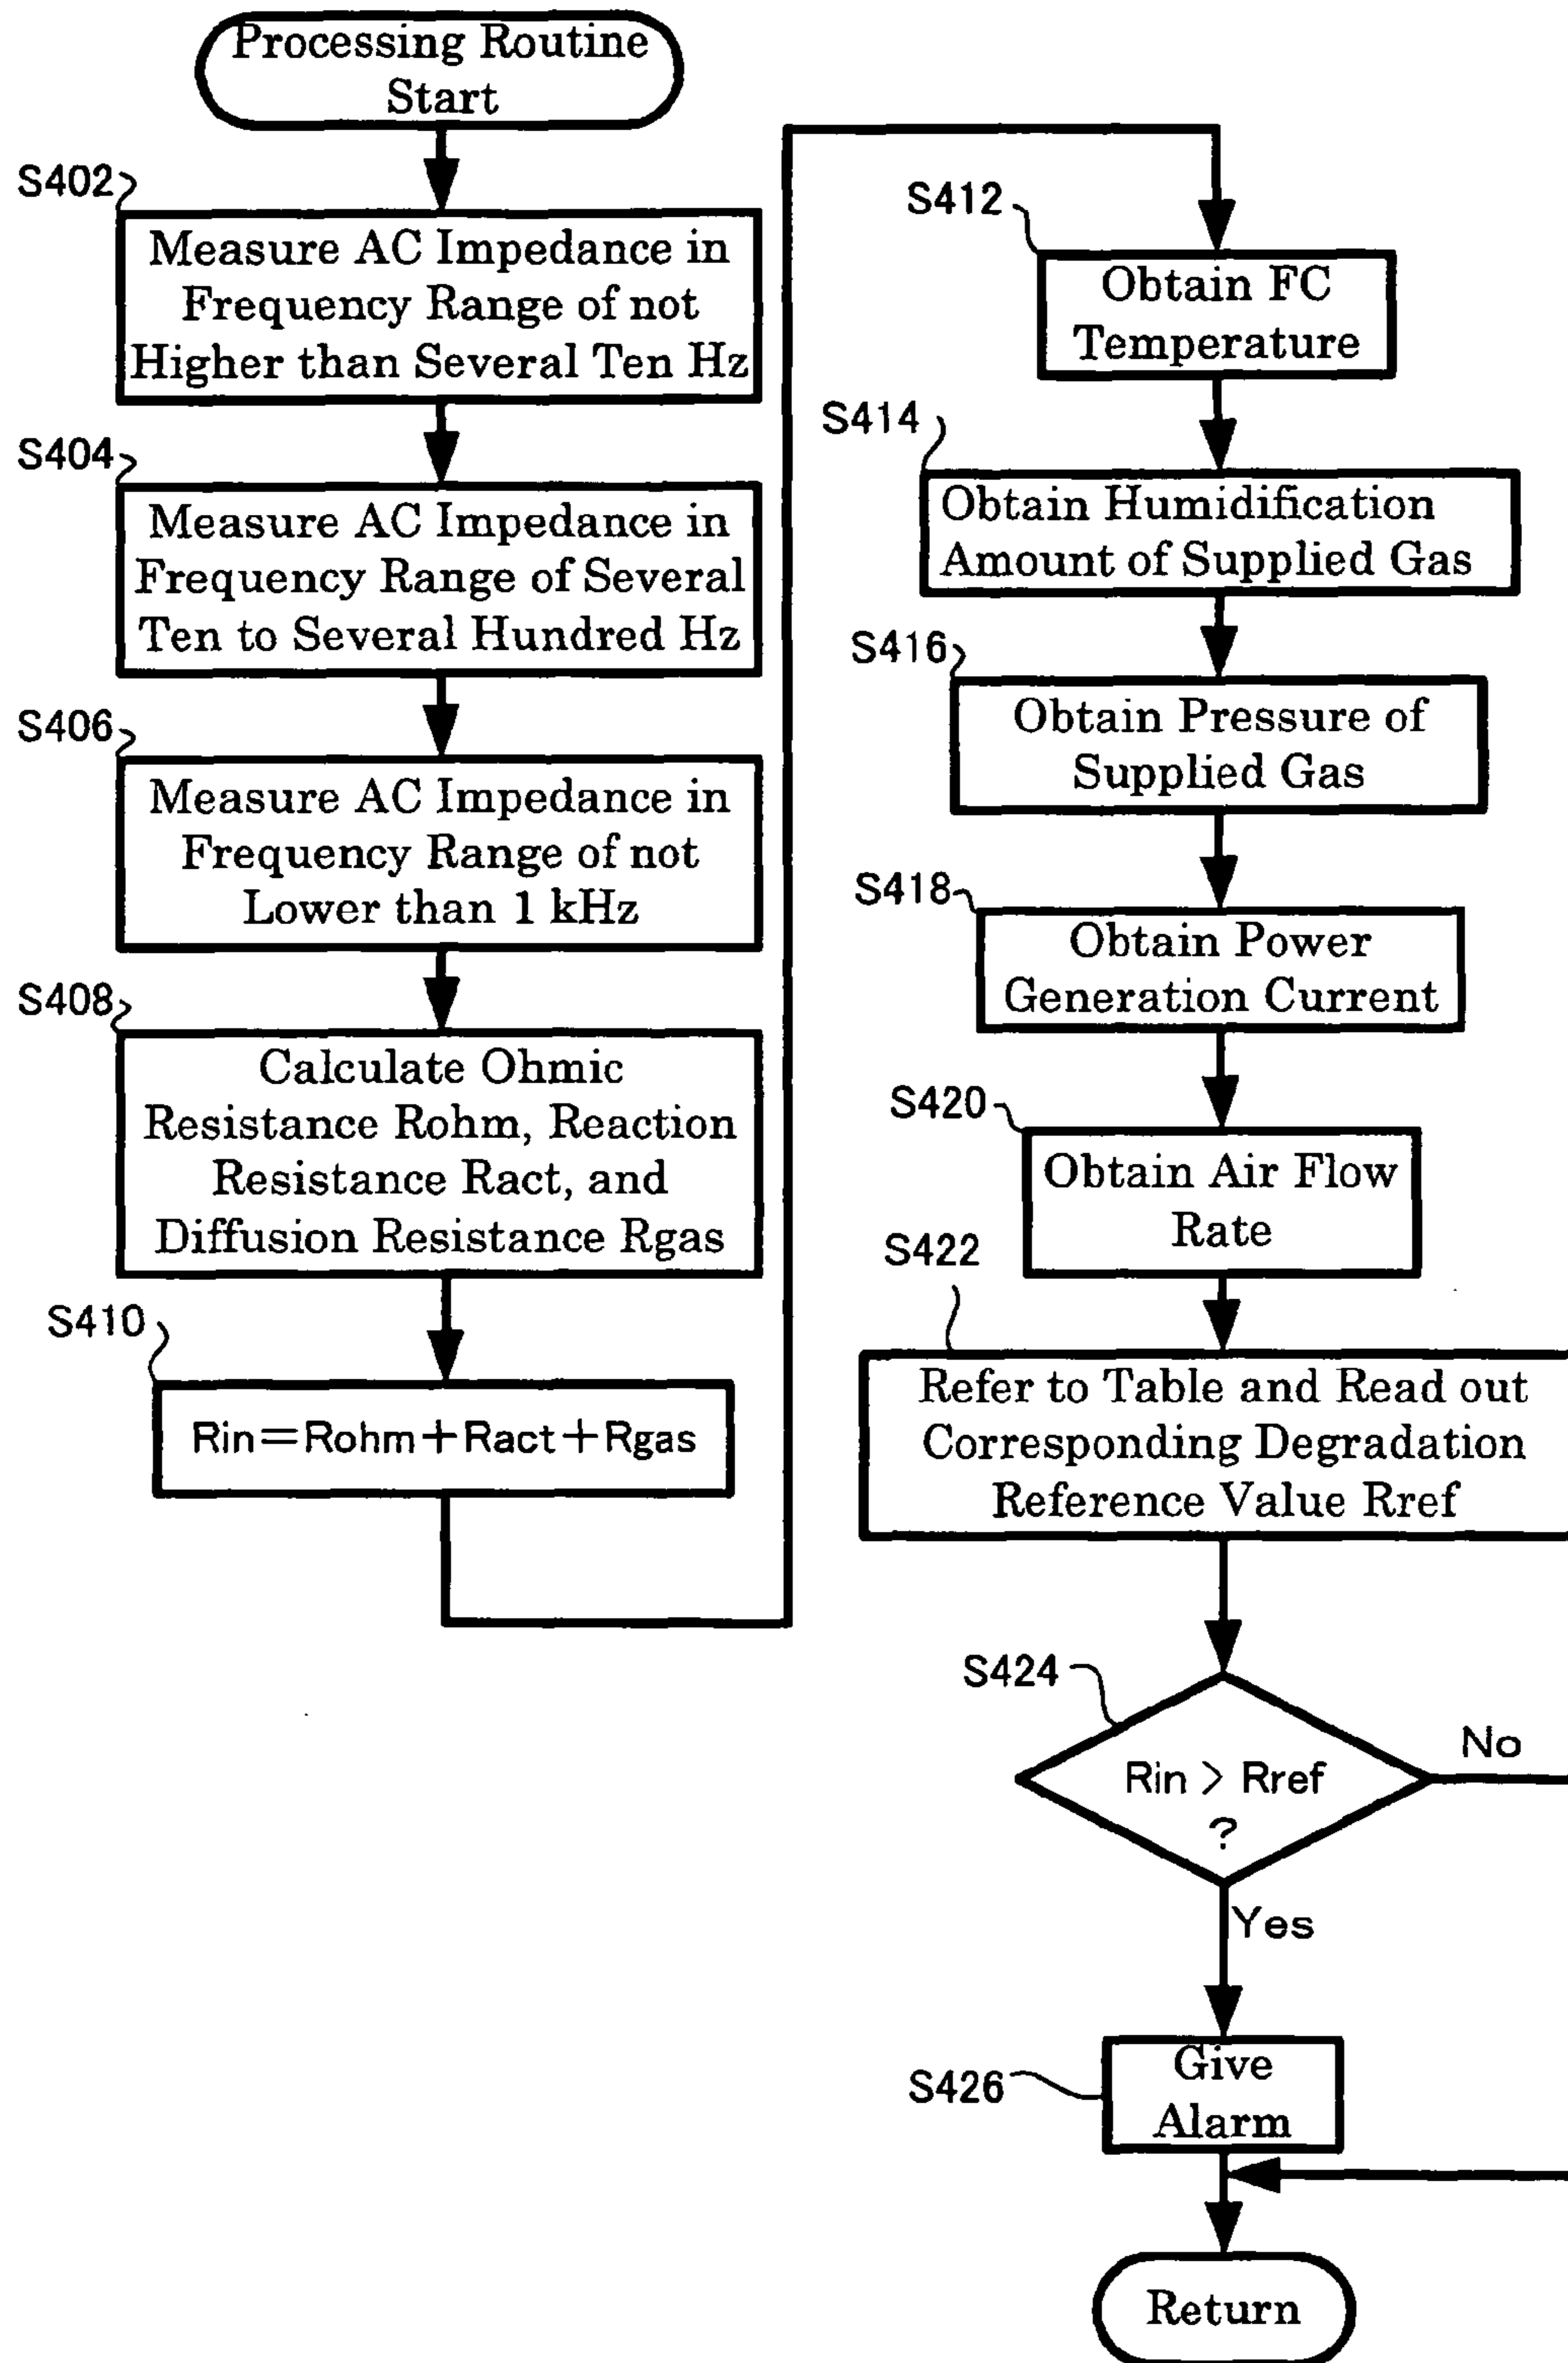 Processing Routine
Start
S402
Measure AC Impedance in
Frequency Range of not
Higher than Several Ten Hz
S404
Measure AC Impedance in
Frequency Range of Several
Ten to Several Hundred Hz
S406
Measure AC Impedance in
Frequency Range of not
Lower than 1 kHz
S408
Calculate Ohmic
Resistance Rohm, Reaction
Resistance Ract, and
Diffusion Resistance Rgas
S410
Rin=Rohm+Ract+Rgas
S412
Obtain FC
Temperature
S414
Obtain Humidification
Amount of Supplied Gas
S416
Obtain Pressure of
Supplied Gas
S418
Obtain Power
Generation Current
S420
Obtain Air Flow
Rate
S422
Refer to Table and Read out
Corresponding Degradation
Reference Value Rref
S424
Rin > Rref
?
No
Yes
S426
Give
Alarm
Return